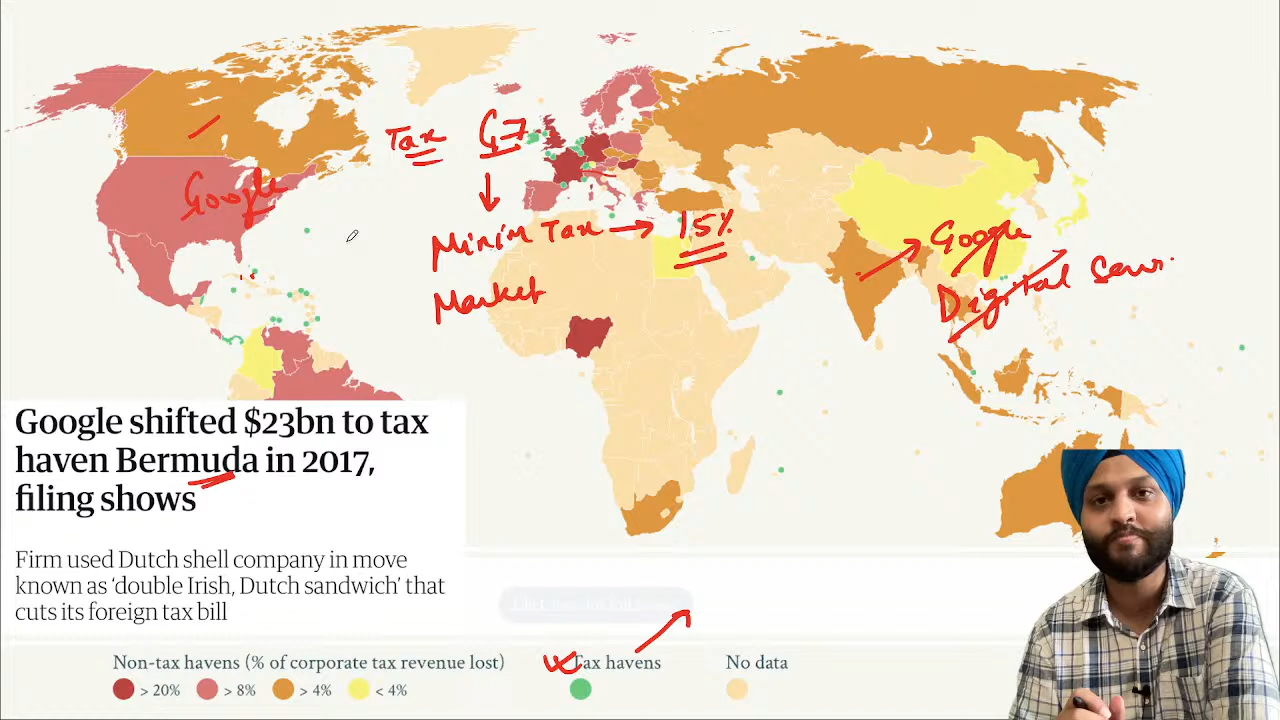 Tax G7
Google
Minim Tax → 15%
Market
Google
Digital Serv.
Google shifted $23bn to tax
haven Bermuda in 2017,
filing shows
Firm used Dutch shell company in move
known as ‘double Irish, Dutch sandwich’ that
cuts its foreign tax bill
Non-tax havens (% of corporate tax revenue lost)
Tax havens
No data
> 20%
> 8%
> 4%
< 4%